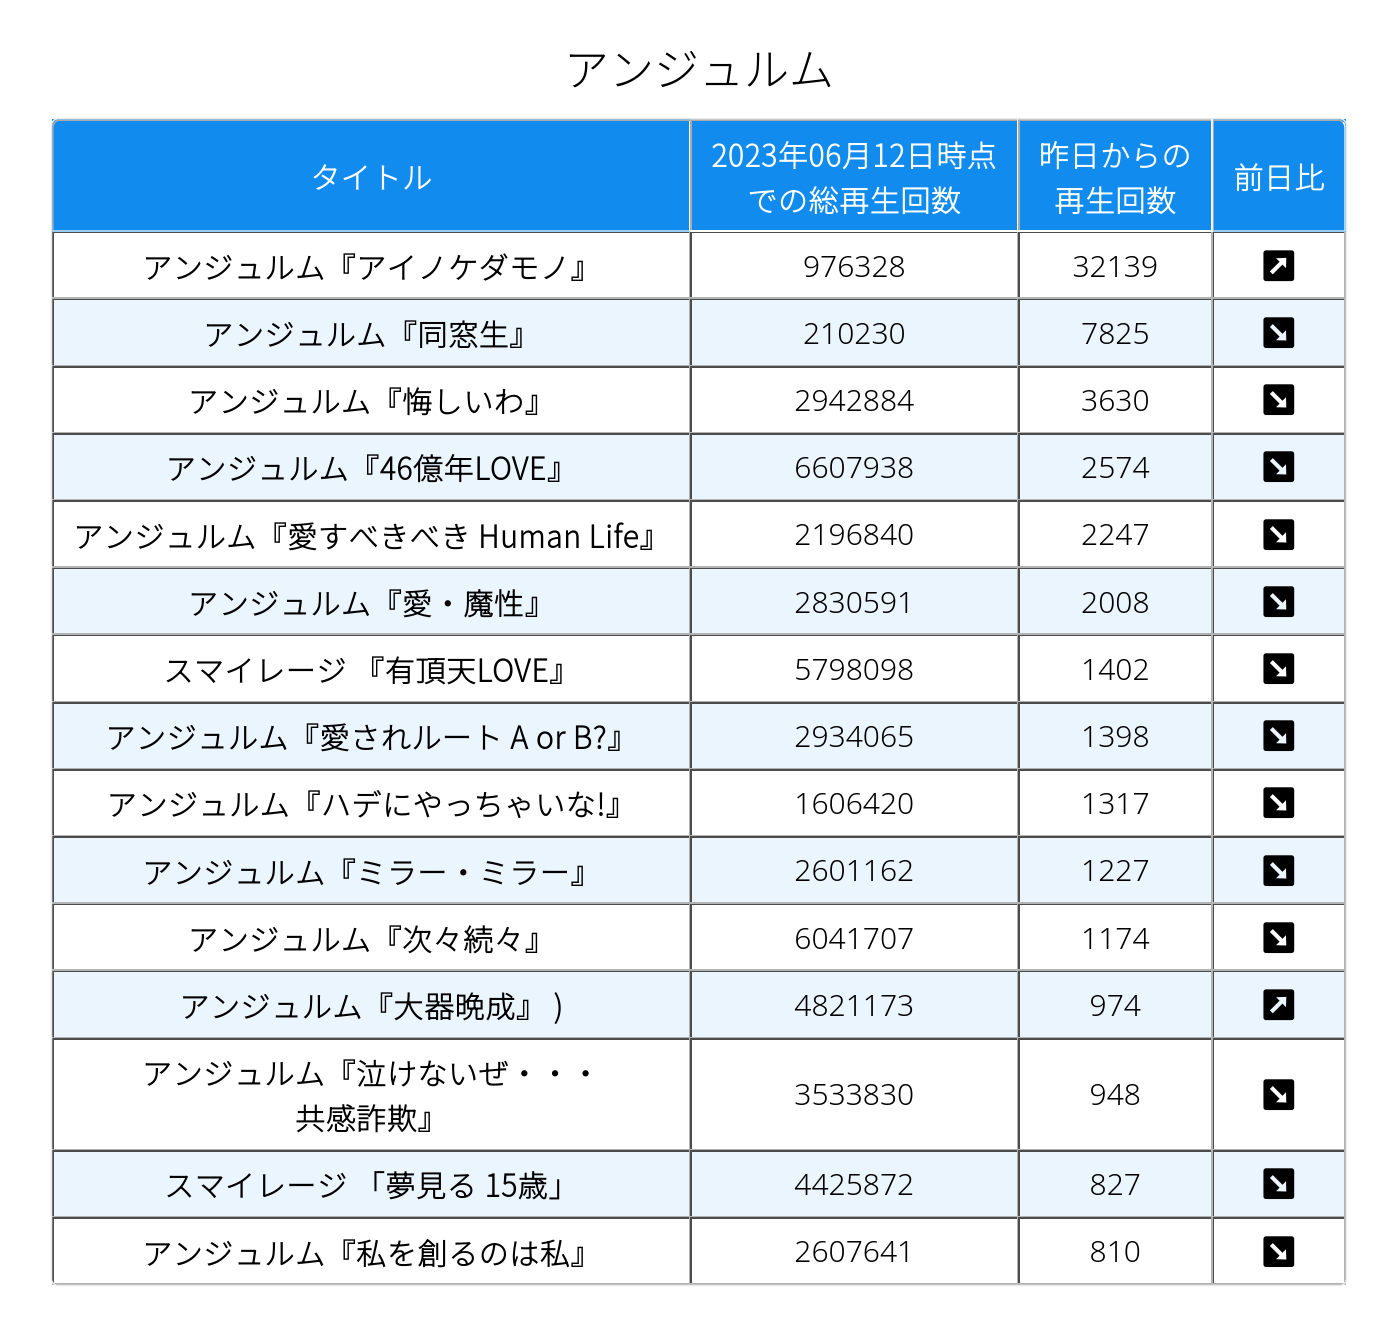 アンジュルム
タイトル
2023年06月12日時点
での総再生回数
昨日からの
再生回数
前日比
アンジュルム『アイノケダモノ』 976328 32139
アンジュルム『同窓生』 210230 7825
アンジュルム『悔しいわ』 2942884 3630
アンジュルム『46億年LOVE』 6607938 2574
アンジュルム『愛すべきべき Human Life』 2196840 2247
アンジュルム『愛・魔性』 2830591 2008
スマイレージ 『有頂天LOVE』 5798098 1402
アンジュルム『愛されルート A or B?』 2934065 1398
アンジュルム『ハデにやっちゃいな!』 1606420 1317
アンジュルム『ミラー・ミラー』 2601162 1227
アンジュルム『次々続々』 6041707 1174
アンジュルム『大器晩成』 ) 4821173 974
アンジュルム『泣けないぜ・・・
共感詐欺』 3533830 948
スマイレージ 「夢見る 15歳」 4425872 827
アンジュルム『私を創るのは私』 2607641 810